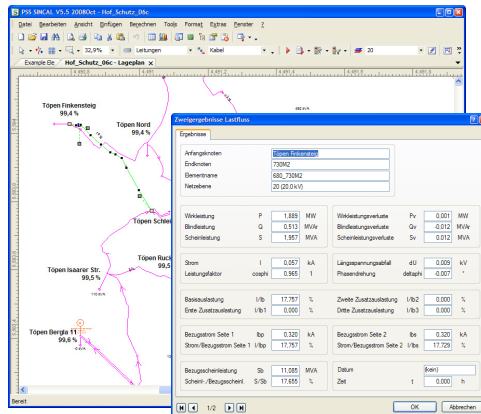 PSS SINCAL V5.5 2008Oct - Hof_Schutz_06c
Datei Bearbeiten Ansicht Einfügen Berechnen Tools Format Extras Fenster ?
32,9% Leitungen Kabel 20
Example Ele Hof_Schutz_06c - Lageplan x
Töpen Finkensteig
99,4 %
Töpen Nord
99,4 %
Töpen Schlei
Töpen Ruck
99,5
Töpen Isaarer Str.
99,5 %
Töpen Bergla 11
99,6 %
Bereit
Zweigergebnisse Lastfluss
Ergebnisse
Anfangsknoten Töpen Finkensteig
Endknoten 730M2
Elementname 680_730M2
Netzebene 20 (20,0 kV)
Wirkleistung P 1,889 MW Wirkleistungsverluste Pv 0,001 MW
Blindleistung Q 0,513 MVAr Blindleistungsverluste Qv -0,012 MVAr
Scheinleistung S 1,957 MVA Scheinleistungsverluste Sv 0,012 MVA
Strom I 0,057 kA Längsspannungsabfall dU 0,009 kV
Leistungsfaktor cosphi 0,965 1 Phasendrehung deltaphi -0,007 °
Basisauslastung I/Ib 17,757 % Zweite Zusatzauslastung I/Ib2 0,000 %
Erste Zusatzauslastung I/Ib1 0,000 % Dritte Zusatzauslastung I/Ib3 0,000 %
Bezugsstrom Seite 1 Ibp 0,320 kA Bezugsstrom Seite 2 Ibs 0,320 kA
Strom/Bezugsstrom Seite 1 I/Ibp 17,757 % Strom/Bezugsstrom Seite 2 I/Ibs 17,729 %
Bezugsscheinleistung Sb 11,085 MVA Datum (kein)
Scheinl-./Bezugsscheinl. S/Sb 17,655 % Zeit t 0,000 h
1/2 OK Abbrechen